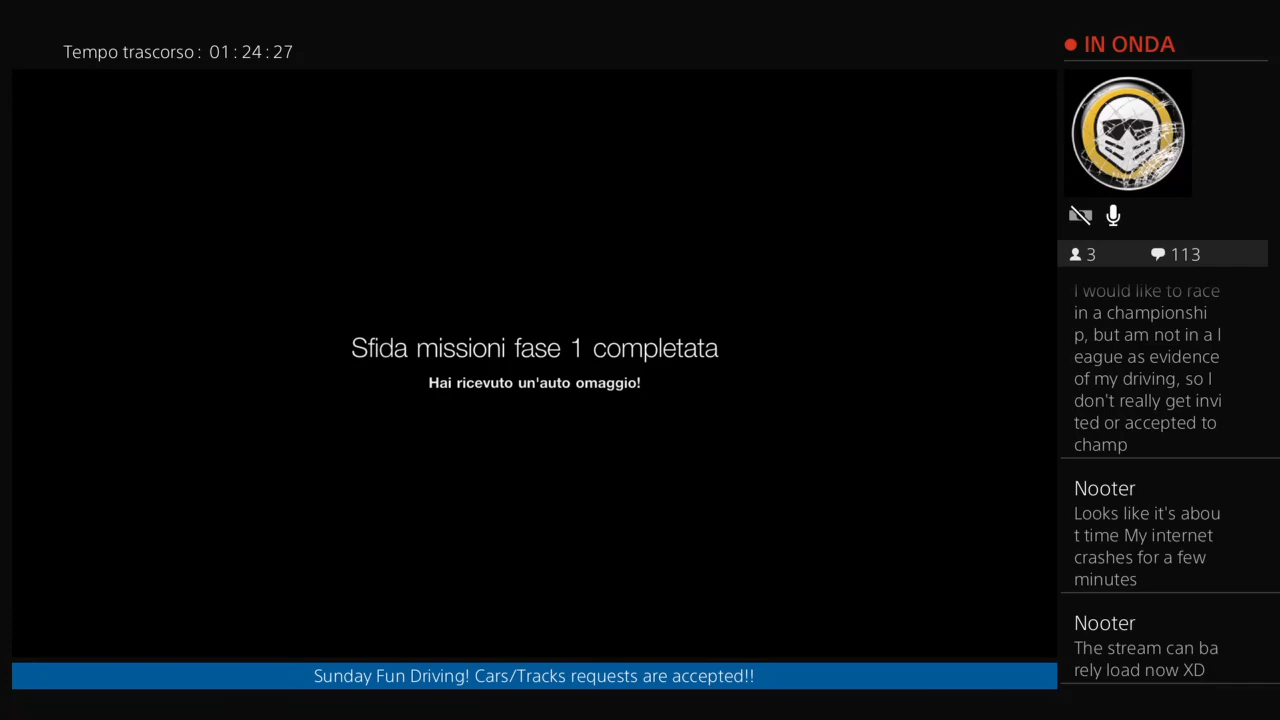 Tempo trascorso: 01:24:27
IN ONDA
3 113
Sfida missioni fase 1 completata
Hai ricevuto un'auto omaggio!
I would like to race
in a championshi
p, but am not in a l
eague as evidence
of my driving, so I
don't really get invi
ted or accepted to
champ
Nooter
Looks like it's abou
t time My internet
crashes for a few
minutes
Nooter
The stream can ba
rely load now XD
Sunday Fun Driving! Cars/Tracks requests are accepted!!